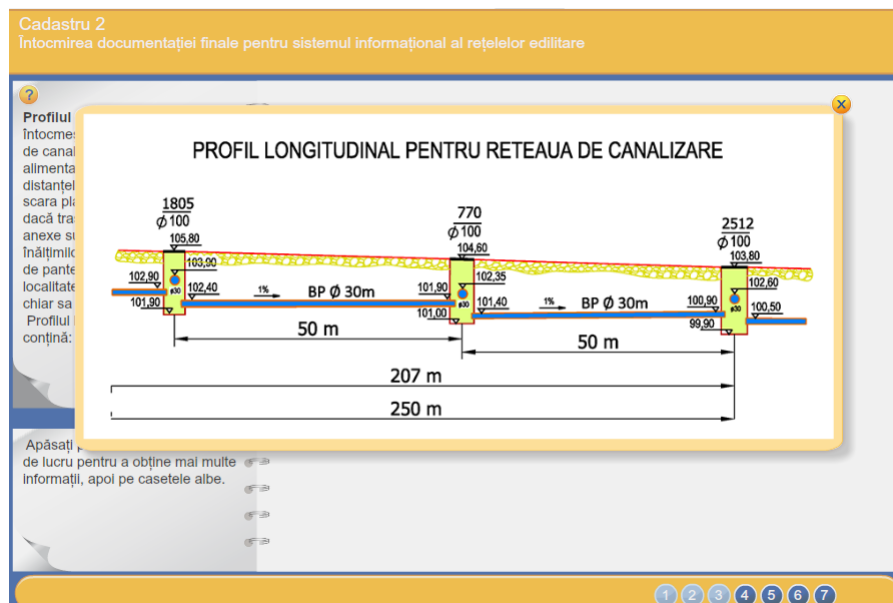 Cadastru 2
Întocmirea documentației finale pentru sistemul informațional al rețelelor edilitare
?
x
Profilul
întocmeș
de canal
alimenta
distanțel
scara pla
dacă tras
anexe su
înălțimilo
de pante
localitate
chiar sa
Profilul l
conțină:
PROFIL LONGITUDINAL PENTRU RETEAUA DE CANALIZARE
1805
ϕ 100
105,80
103,90
102,90
102,40
101,90
ø30
1%
BP Ø 30m
770
ϕ 100
104,60
102,35
101,90
101,40
101,00
ø30
1%
BP Ø 30m
2512
ϕ 100
103,80
102,60
100,90
100,50
99,90
ø30
50 m
50 m
207 m
250 m
Apăsați p
de lucru pentru a obține mai multe
informații, apoi pe casetele albe.
1 2 3 4 5 6 7